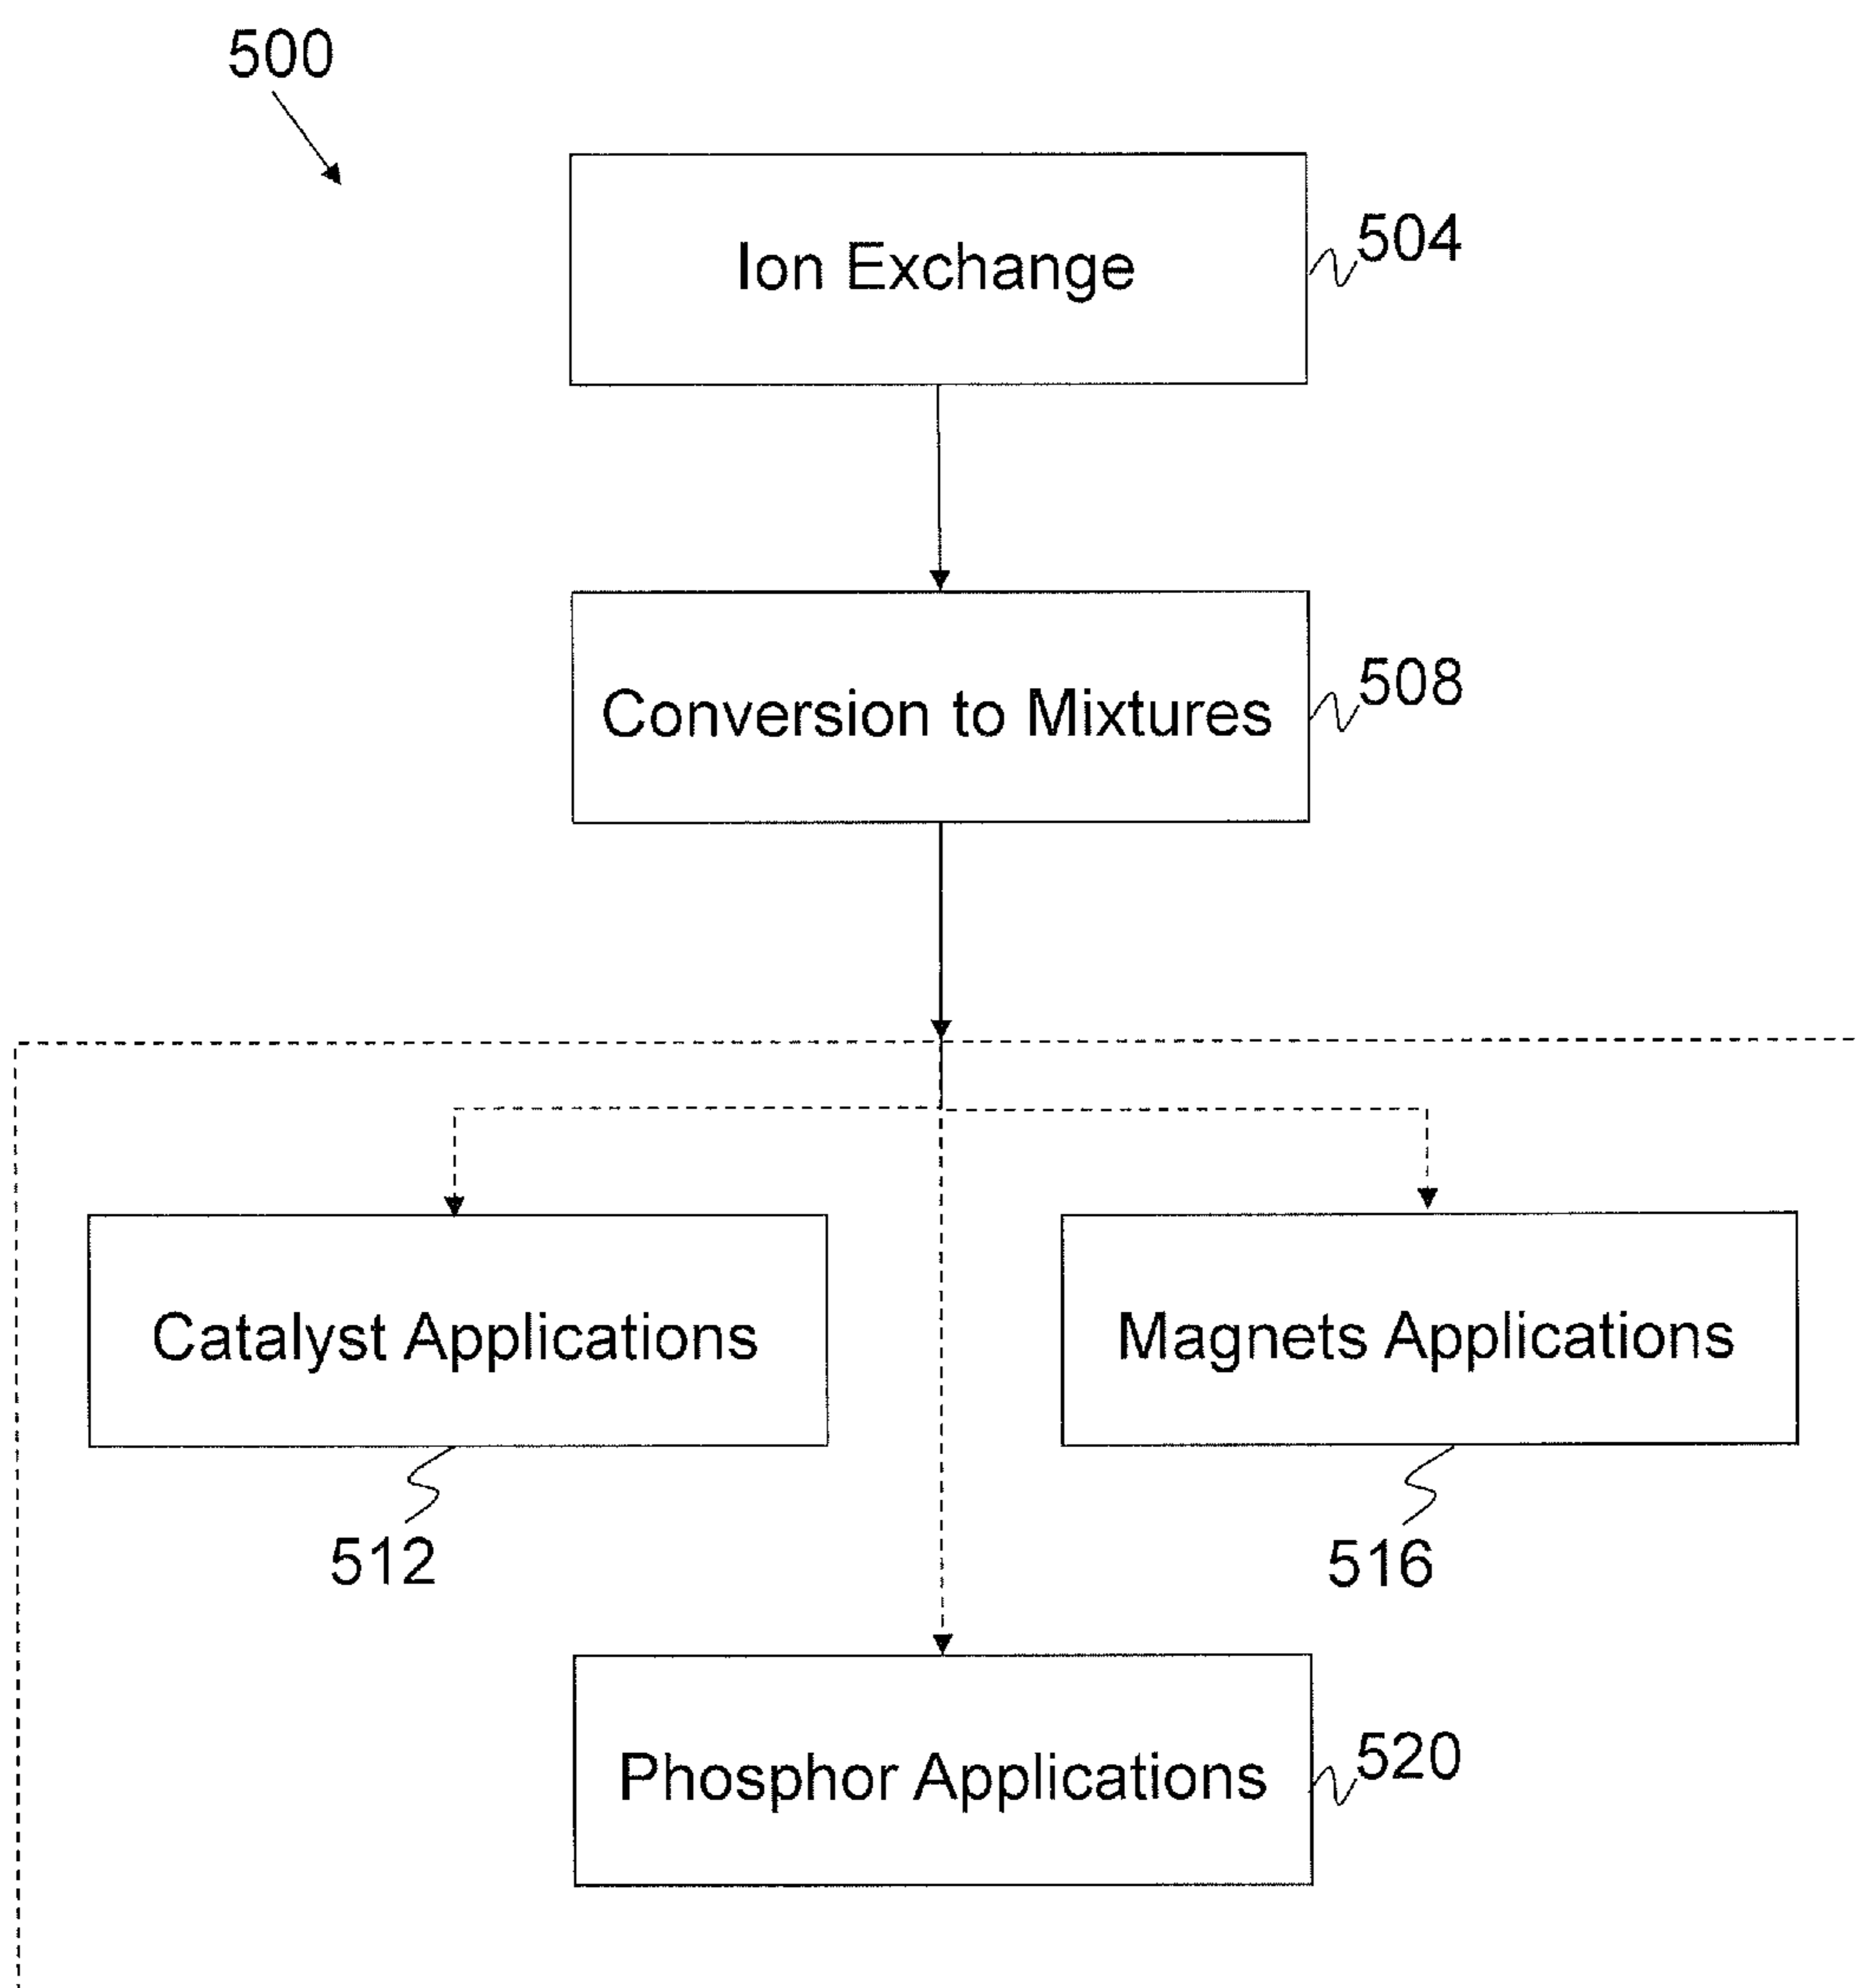 500
Ion Exchange
504
Conversion to Mixtures
508
Catalyst Applications
Magnets Applications
512
516
Phosphor Applications
520